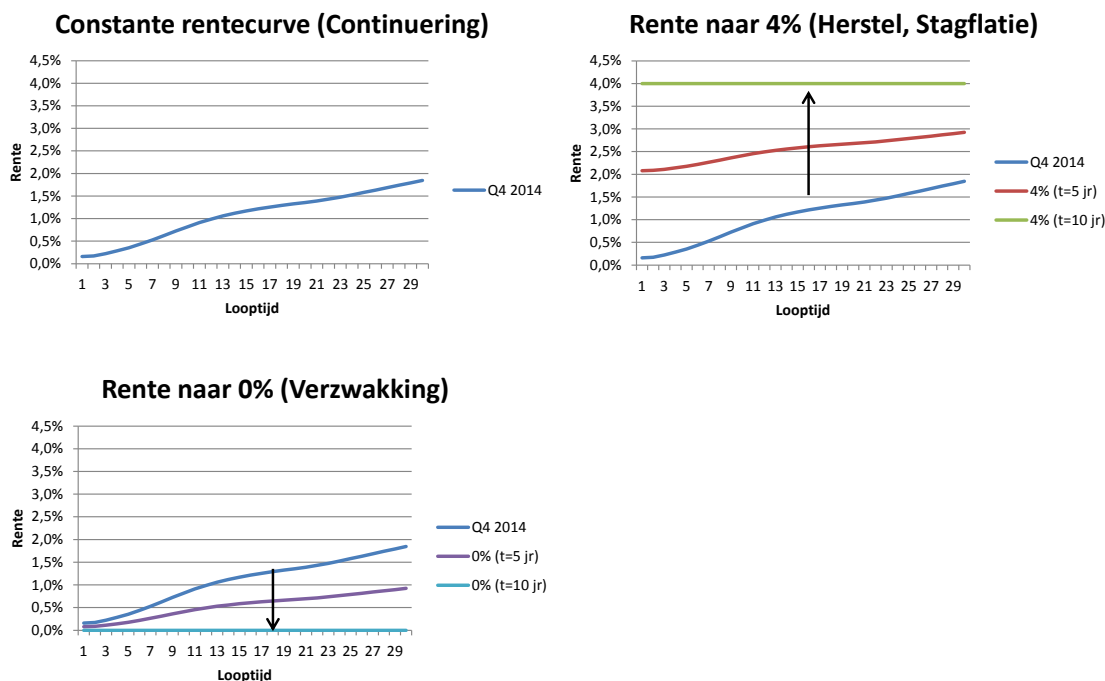 Constante rentecurve (Continuering)
4,5%
4,0%
3,5%
3,0%
2,5%
2,0%
1,5%
1,0%
0,5%
0,0%
Rente
1 3 5 7 9 11 13 15 17 19 21 23 25 27 29
Looptijd
Q4 2014
Rente naar 4% (Herstel, Stagflatie)
4,5%
4,0%
3,5%
3,0%
2,5%
2,0%
1,5%
1,0%
0,5%
0,0%
Rente
1 3 5 7 9 11 13 15 17 19 21 23 25 27 29
Looptijd
Q4 2014
4% (t=5 jr)
4% (t=10 jr)
Rente naar 0% (Verzwakking)
4,5%
4,0%
3,5%
3,0%
2,5%
2,0%
1,5%
1,0%
0,5%
0,0%
Rente
1 3 5 7 9 11 13 15 17 19 21 23 25 27 29
Looptijd
Q4 2014
0% (t=5 jr)
0% (t=10 jr)